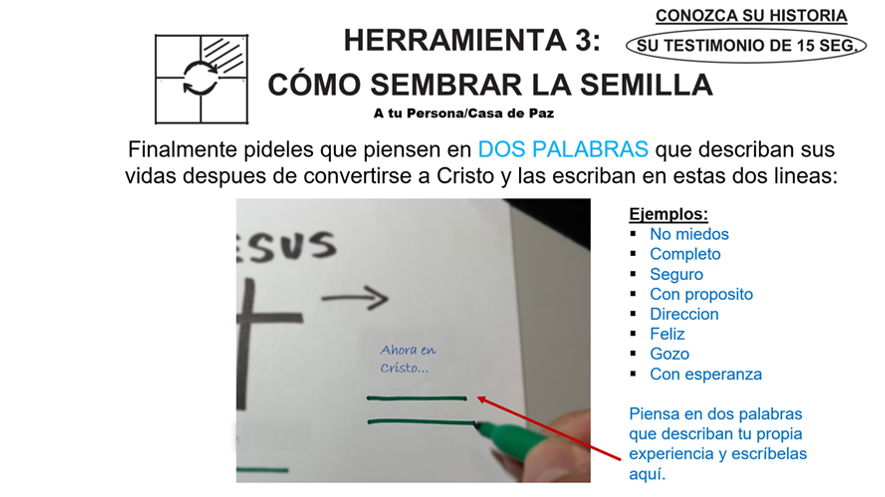 CONOZCA SU HISTORIA
SU TESTIMONIO DE 15 SEG.
HERRAMIENTA 3:
CÓMO SEMBRAR LA SEMILLA
A tu Persona/Casa de Paz
Finalmente pideles que piensen en DOS PALABRAS que describan sus
vidas despues de convertirse a Cristo y las escriban en estas dos lineas:
ESUS
Ahora en
Cristo...
Ejemplos:
▪ No miedos
▪ Completo
▪ Seguro
▪ Con proposito
▪ Direccion
▪ Feliz
▪ Gozo
▪ Con esperanza
Piensa en dos palabras
que describan tu propia
experiencia y escríbelas
aquí.